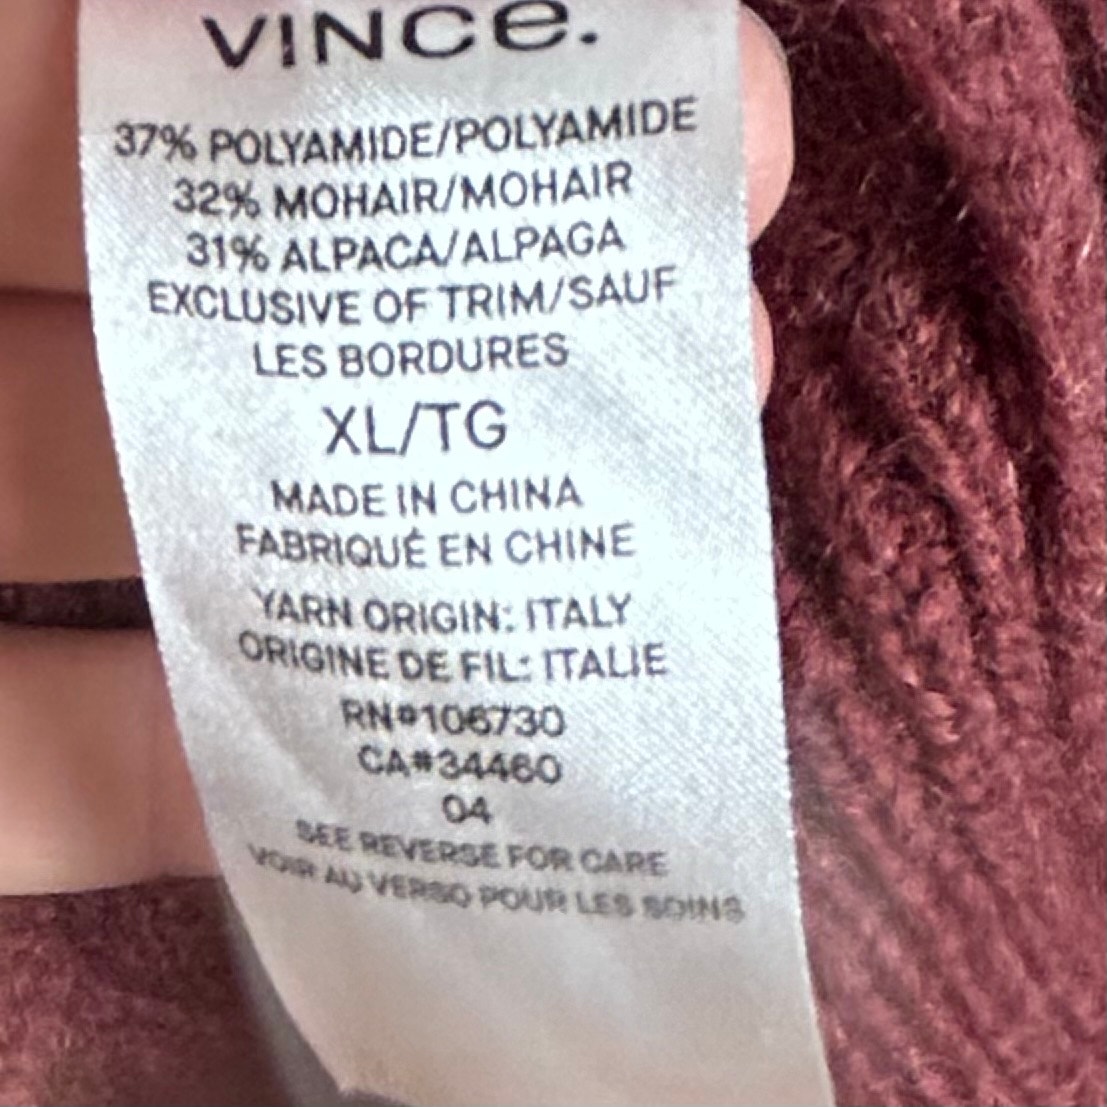 VINCe.
37% POLYAMIDE/POLYAMIDE
32% MOHAIR/MOHAIR
31% ALPACA/ALPAGA
EXCLUSIVE OF TRIM/SAUF
LES BORDURES
XL/TG
MADE IN CHINA
FABRIQUÉ EN CHINE
YARN ORIGIN: ITALY
ORIGINE DE FIL: ITALIE
RN#106730
CA#34460
04
SEE REVERSE FOR CARE
VOIR AU VERSO POUR LES SOINS